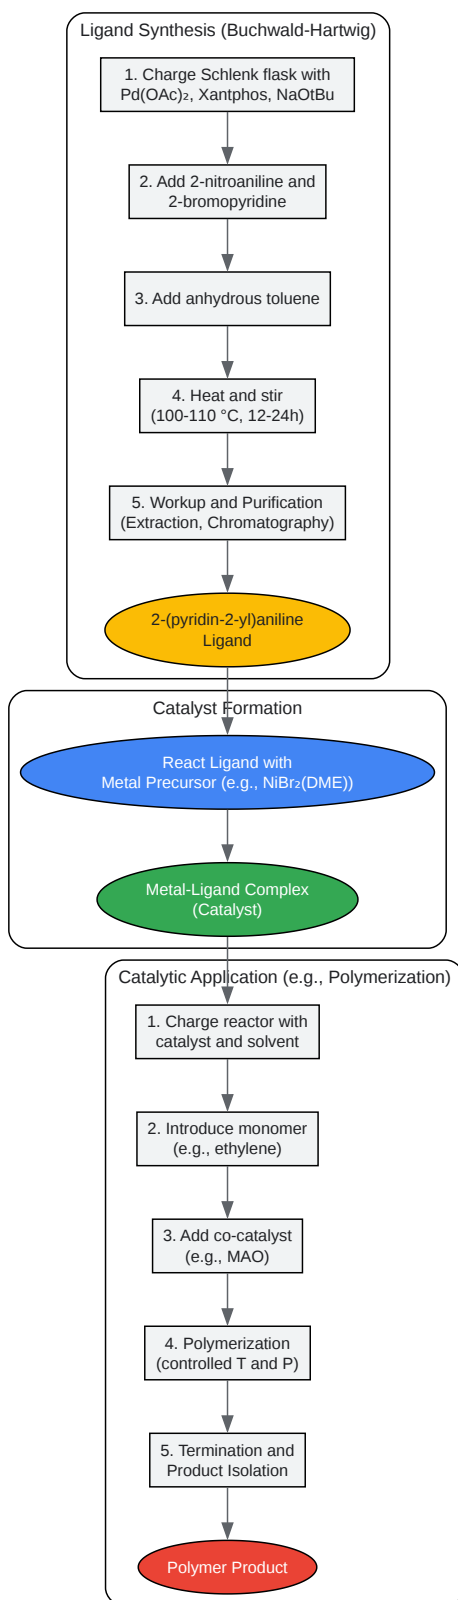 Ligand Synthesis (Buchwald-Hartwig)
1. Charge Schlenk flask with
Pd(OAc)₂, Xantphos, NaOtBu
2. Add 2-nitroaniline and
2-bromopyridine
3. Add anhydrous toluene
4. Heat and stir
(100-110 °C, 12-24h)
5. Workup and Purification
(Extraction, Chromatography)
2-(pyridin-2-yl)aniline
Ligand
Catalyst Formation
React Ligand with
Metal Precursor (e.g., NiBr₂(DME))
Metal-Ligand Complex
(Catalyst)
Catalytic Application (e.g., Polymerization)
1. Charge reactor with
catalyst and solvent
2. Introduce monomer
(e.g., ethylene)
3. Add co-catalyst
(e.g., MAO)
4. Polymerization
(controlled T and P)
5. Termination and
Product Isolation
Polymer Product